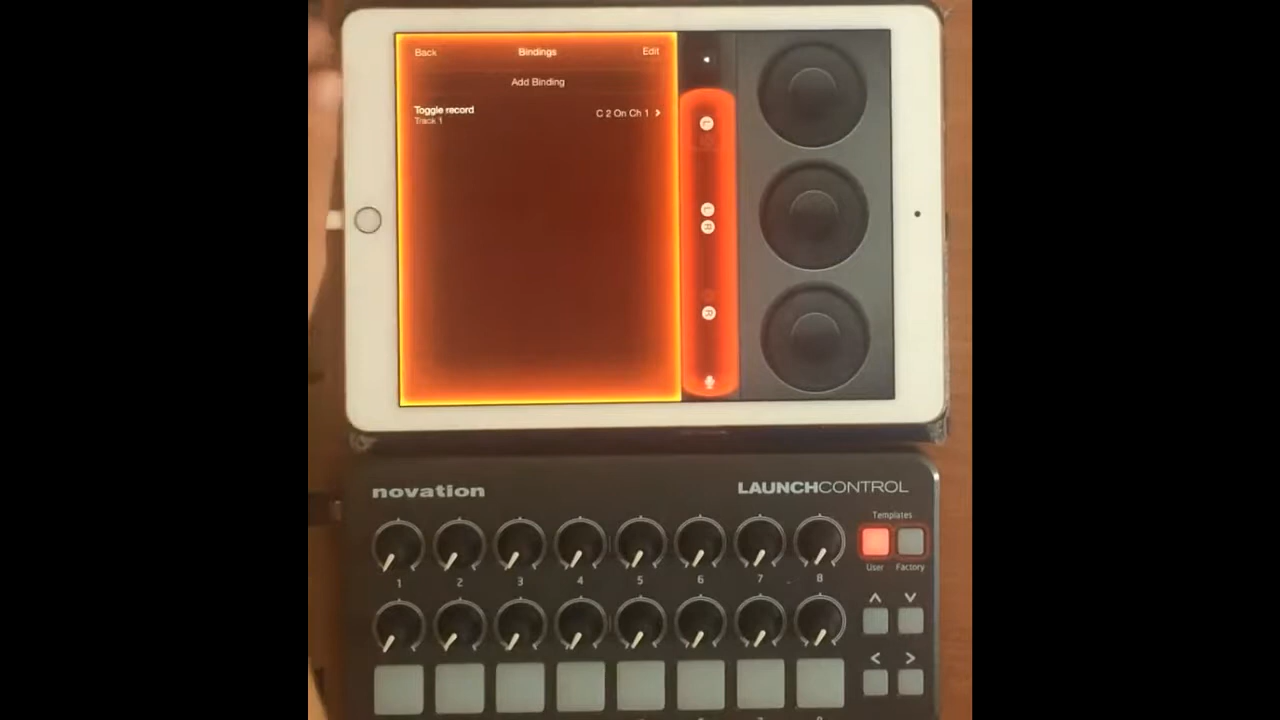 Back Bindings Edit
Add Binding
Toggle record C 2 On Ch 1
Track 1
L
L
R
R
novation LAUNCHCONTROL
Templates
User Factory
1 2 3 4 5 6 7 8